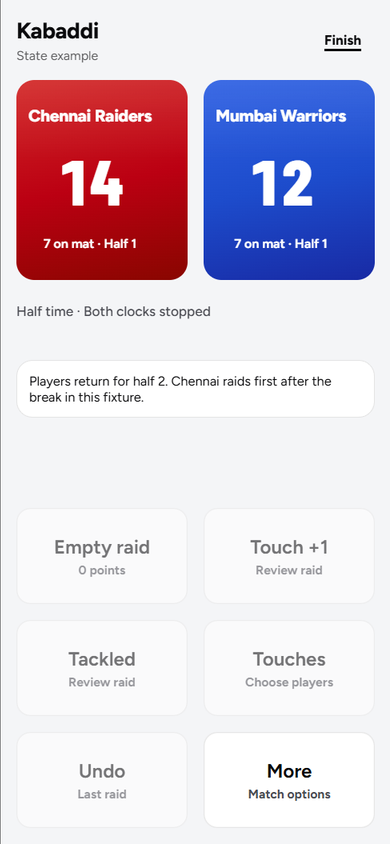 Kabaddi
State example
Finish
Chennai Raiders
14
7 on mat · Half 1
Mumbai Warriors
12
7 on mat · Half 1
Half time · Both clocks stopped
Players return for half 2. Chennai raids first after the
break in this fixture.
Empty raid
0 points
Touch +1
Review raid
Tackled
Review raid
Touches
Choose players
Undo
Last raid
More
Match options